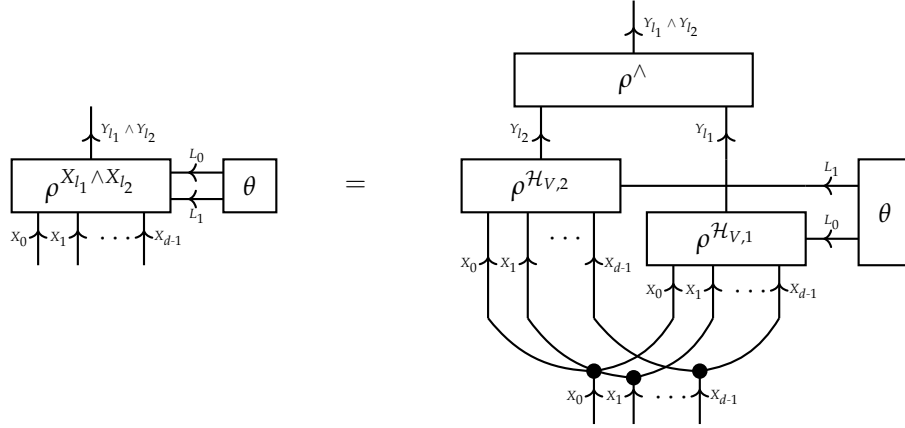 Y_{l_1} ∧ Y_{l_2}
ρ^∧
Y_{l_1} ∧ Y_{l_2} Y_{l_2} Y_{l_1}
L_0 L_1
ρ^{X_{l_1} ∧ X_{l_2}} θ = ρ^{\mathcal{H}_{V,2}} θ
L_1 L_0
X_0 X_1 ... X_{d-1} ... ρ^{\mathcal{H}_{V,1}}
X_0 X_1 X_{d-1} X_0 X_1 ... X_{d-1}
X_0 X_1 ... X_{d-1}